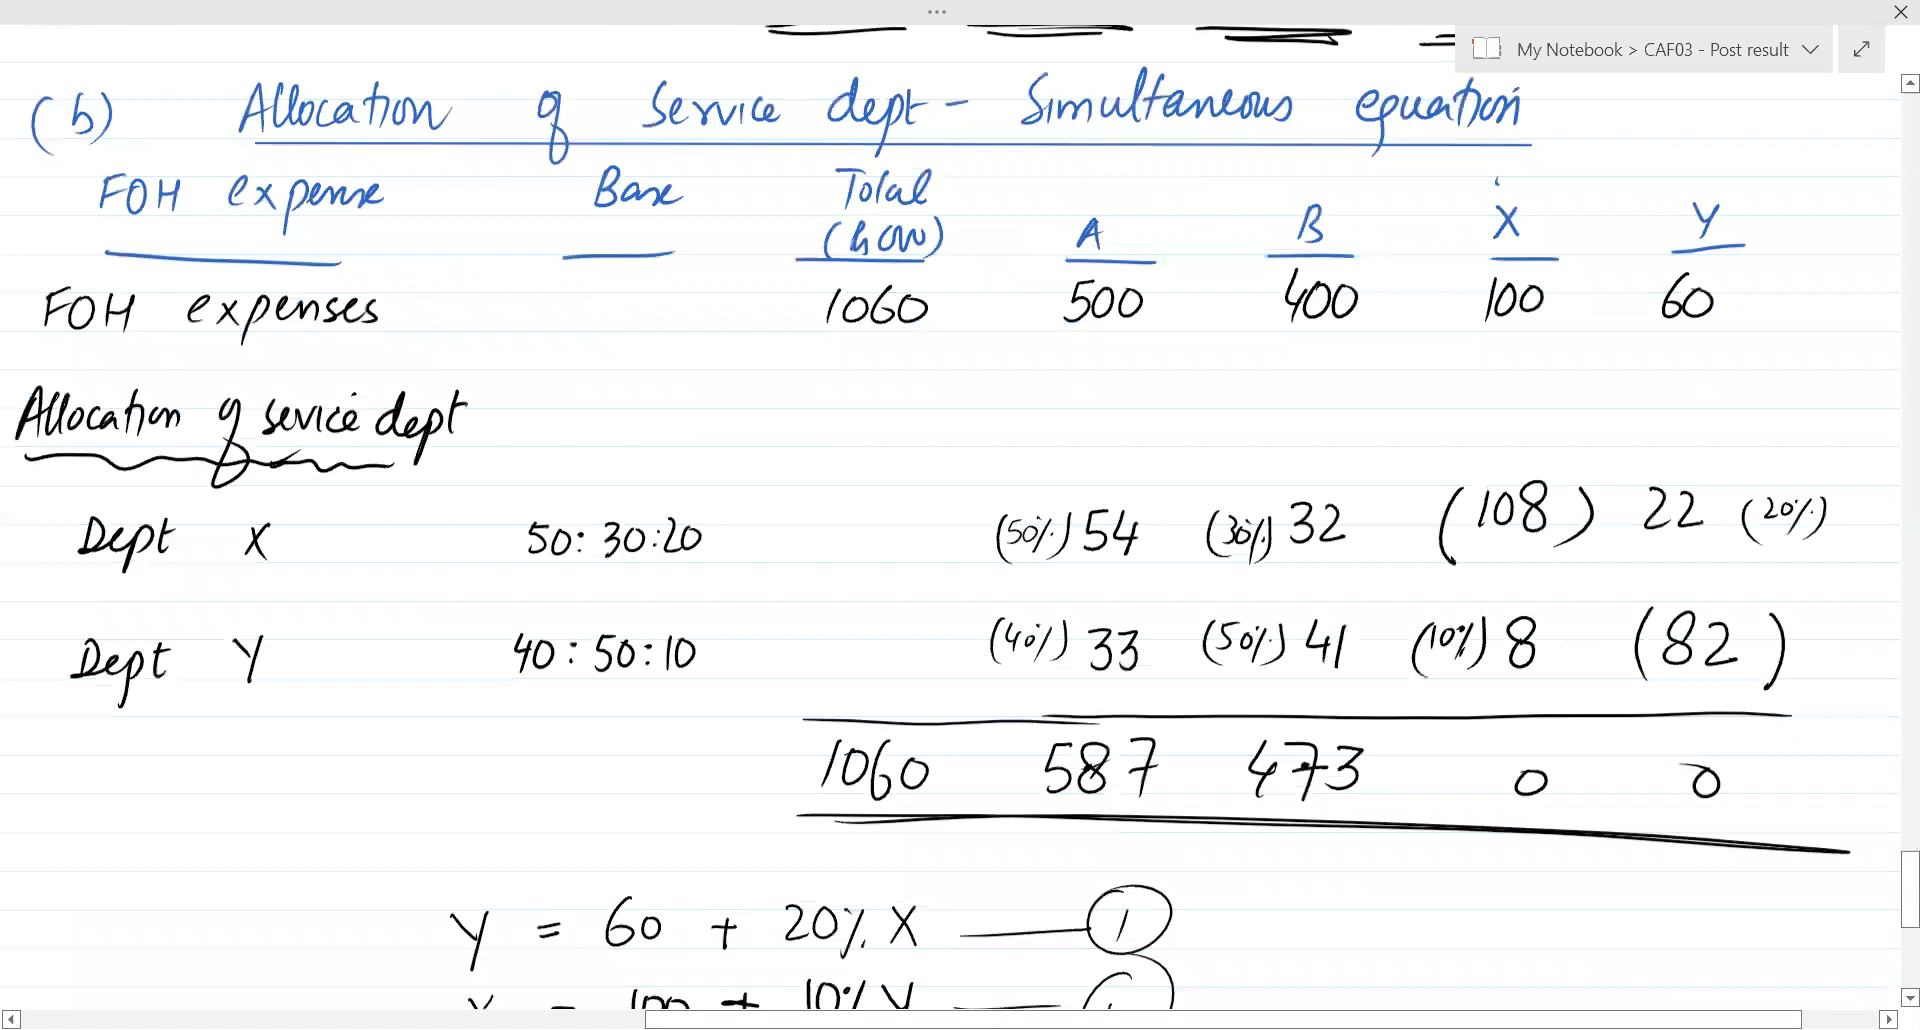 My Notebook > CAF03 - Post result
(b) Allocation of Service dept - Simultaneous equation
FOH expense Base Total A B X Y
FOH expenses 1060 500 400 100 60
Allocation of service dept
Dept X 50:30:20 (50%) 54 (30%) 32 (108) 22 (20%)
Dept Y 40:50:10 (40%) 33 (50%) 41 (10%) 8 (82)
1060 587 473 0 0
Y = 60 + 20% X 1
= 100 + 10% Y